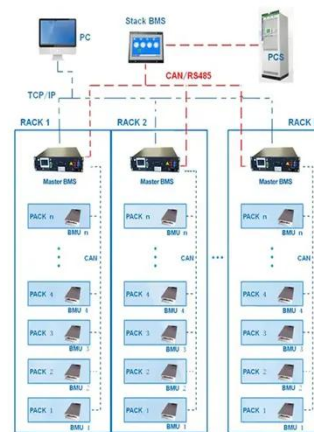 PC
Stack BMS
PCS
CAN/RS485
TCP/IP
RACK 1
RACK 2
RACK
Master BMS
Master BMS
Master BMS
PACK n
BMU n
PACK n
BMU n
PACK n
BMU n
CAN
CAN
CAN
PACK 4
BMU 4
PACK 4
BMU 4
PACK 4
BMU 4
PACK 3
BMU 3
PACK 3
BMU 3
PACK 3
BMU 3
PACK 2
BMU 2
PACK 2
BMU 2
PACK 2
BMU 2
PACK 1
BMU 1
PACK 1
BMU 1
PACK 1
BMU 1